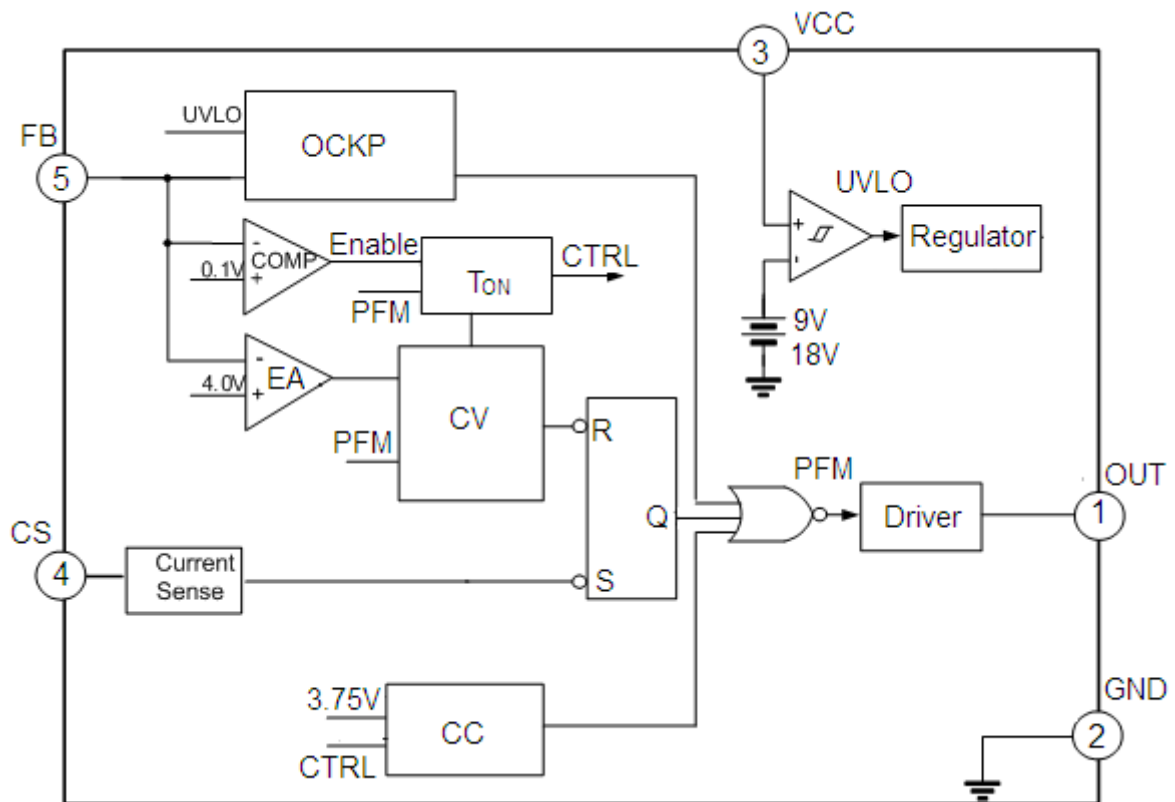 VCC
3
UVLO
OCKP
FB
5
UVLO
Regulator
+
-
-
COMP
0.1V
+
Enable
TON
CTRL
PFM
9V
18V
-
EA
4.0V
+
CV
PFM
R
Q
S
PFM
Driver
OUT
1
CS
4
Current
Sense
3.75V
CC
CTRL
GND
2